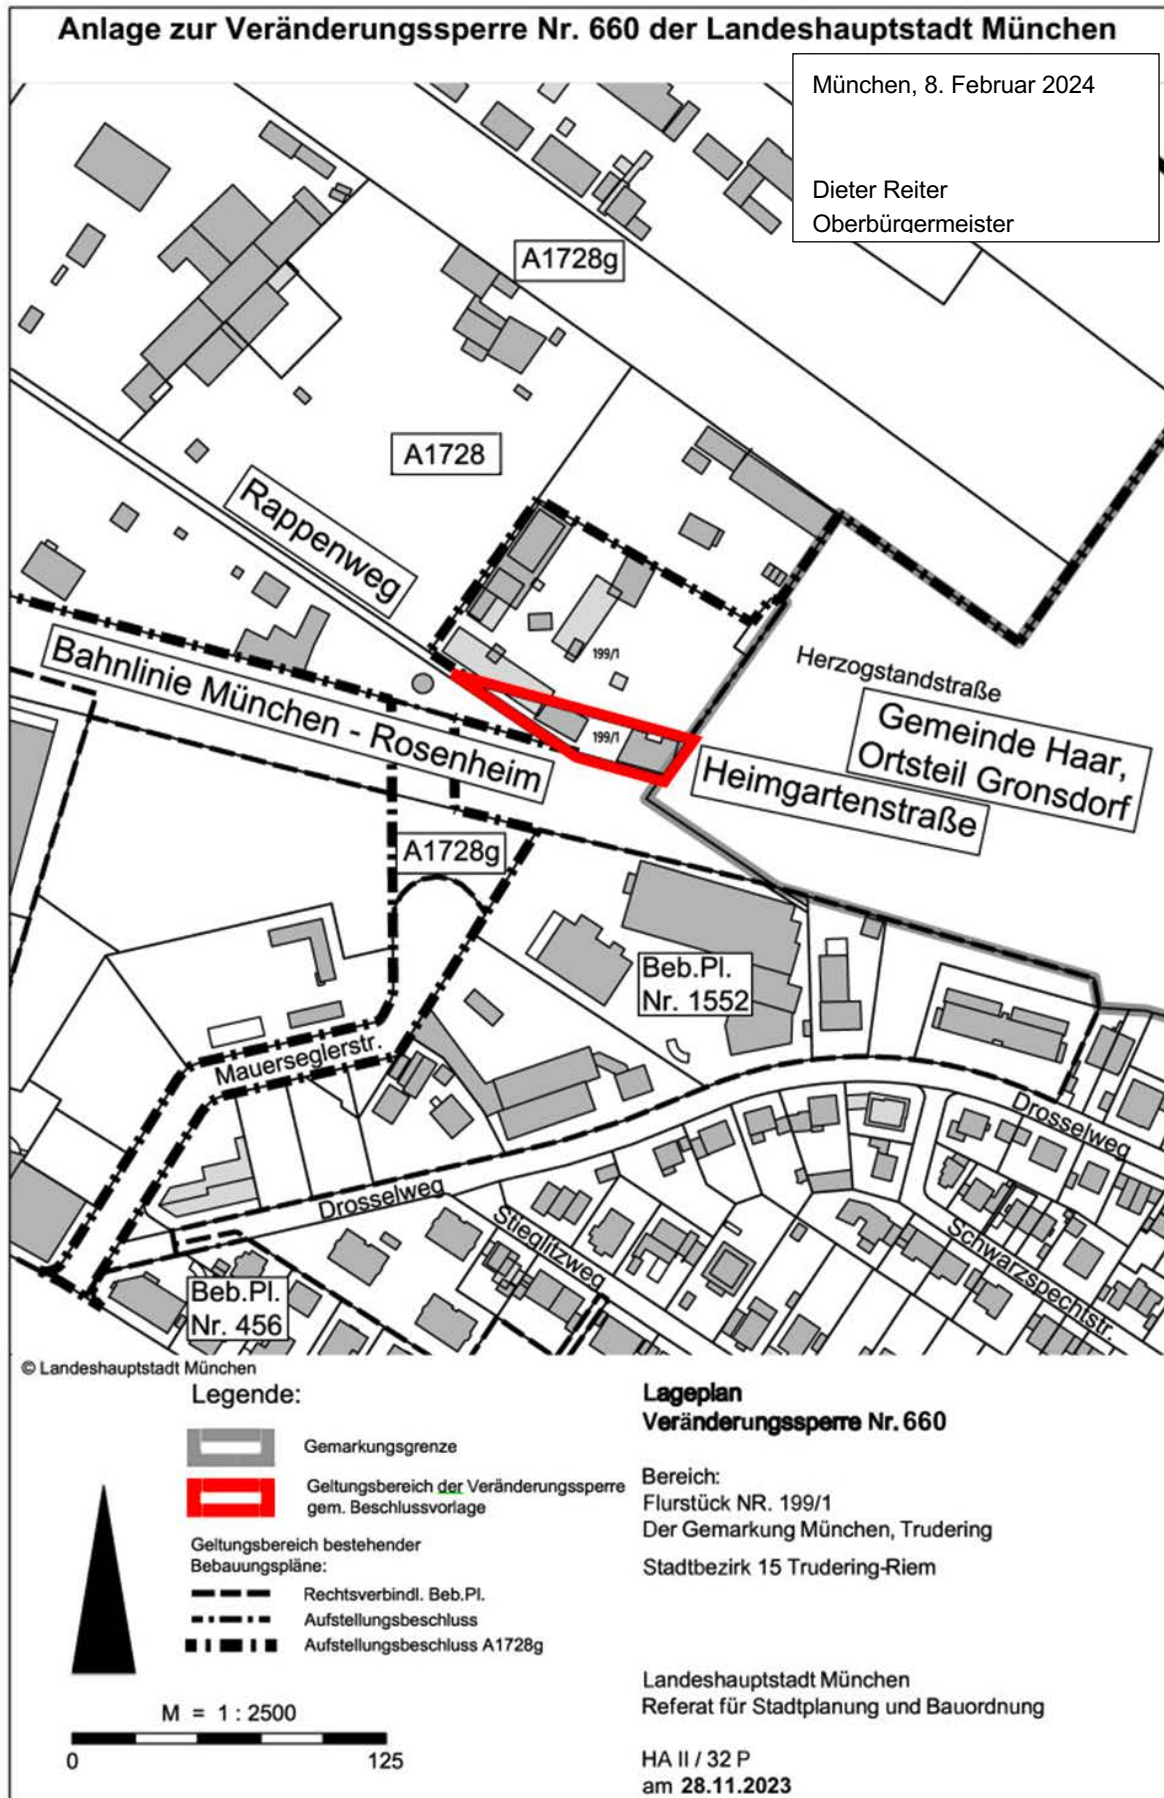 Anlage zur Veränderungssperre Nr. 660 der Landeshauptstadt München
München, 8. Februar 2024
Dieter Reiter
Oberbürgermeister
A1728g
A1728
Rappenweg
199/1
Bahnlinie München - Rosenheim
199/1
Herzogstandstraße
Gemeinde Haar,
Ortsteil Gronsdorf
Heimgartenstraße
A1728g
Beb.Pl.
Nr. 1552
Mauerseglerstr.
Drosselweg
Drosselweg
Stieglitzweg
Schwarzspechtstr.
Beb.Pl.
Nr. 456
© Landeshauptstadt München
Legende:
Gemarkungsgrenze
Geltungsbereich der Veränderungssperre
gem. Beschlussvorlage
Geltungsbereich bestehender
Bebauungspläne:
Rechtsverbindl. Beb.Pl.
Aufstellungsbeschluss
Aufstellungsbeschluss A1728g
M = 1 : 2500
0 125
Lageplan
Veränderungssperre Nr. 660
Bereich:
Flurstück NR. 199/1
Der Gemarkung München, Trudering
Stadtbezirk 15 Trudering-Riem
Landeshauptstadt München
Referat für Stadtplanung und Bauordnung
HA II / 32 P
am 28.11.2023